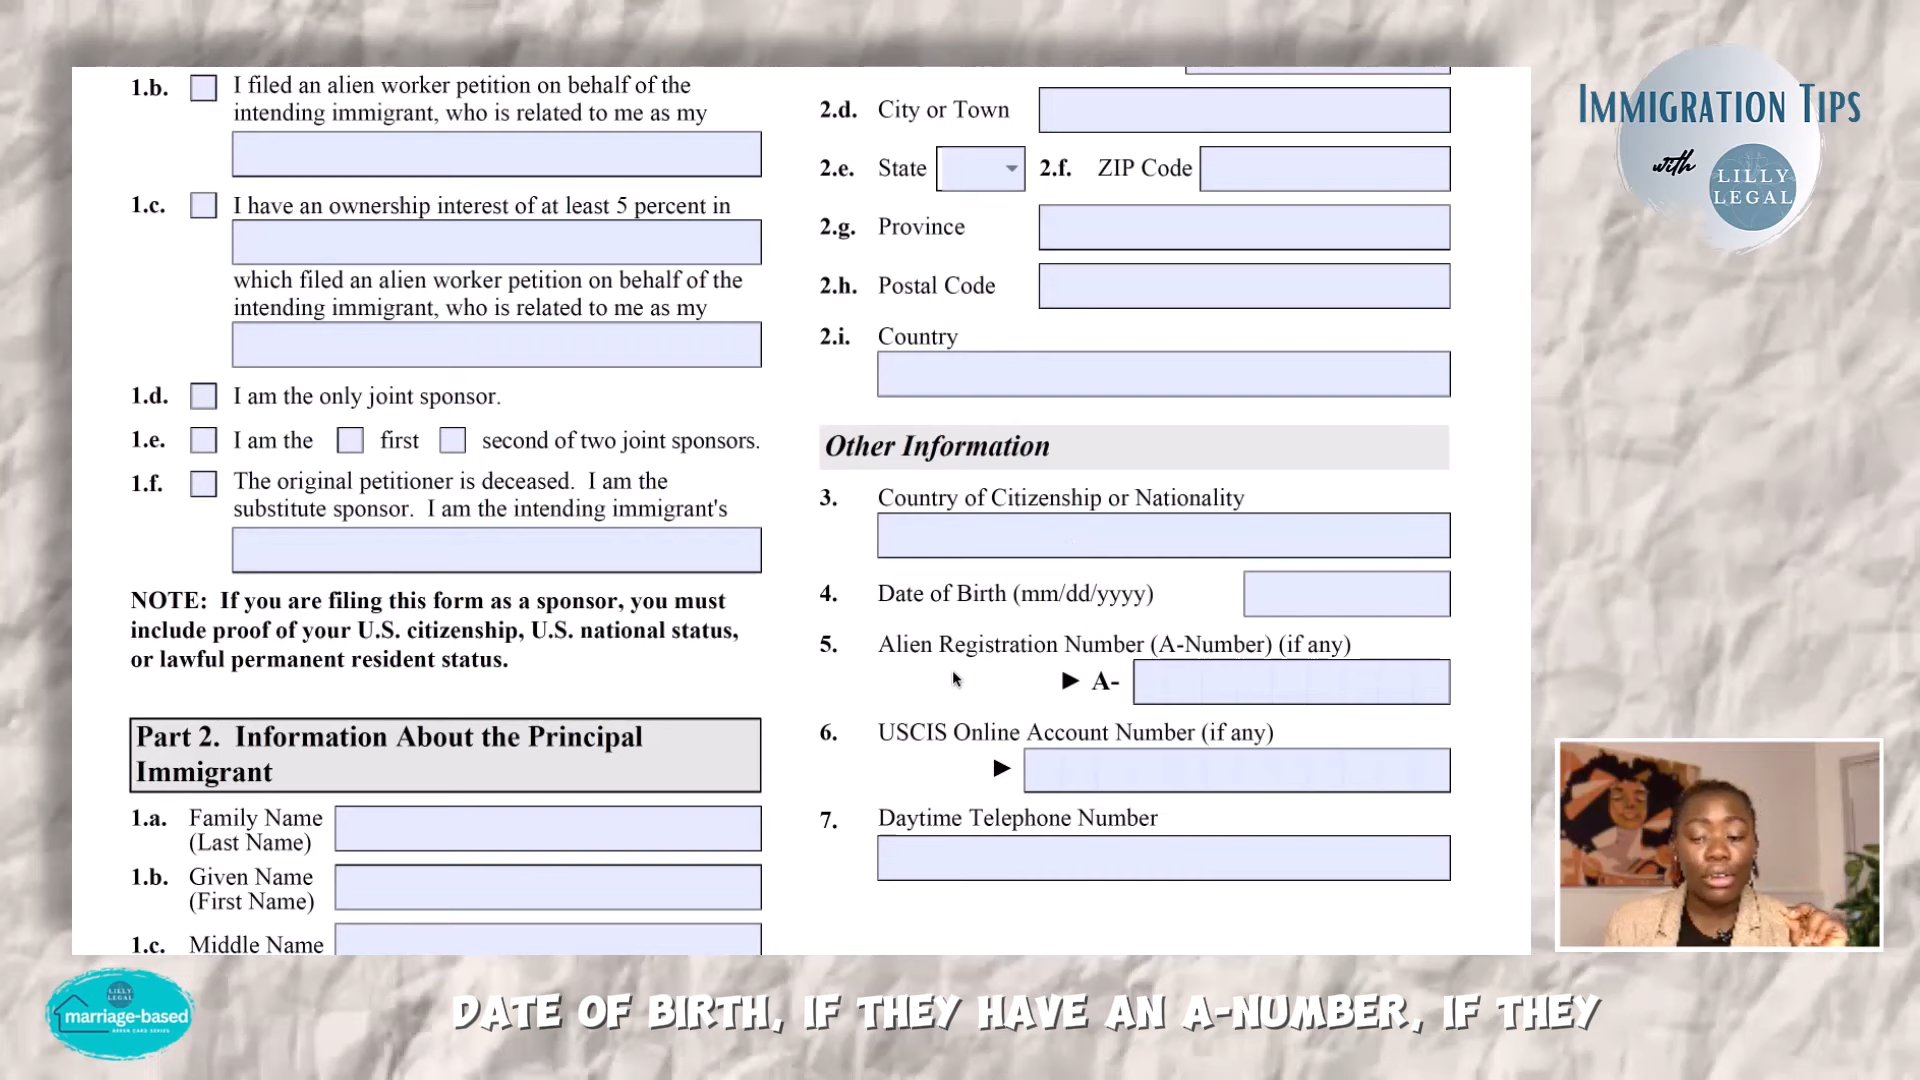 1.b. I filed an alien worker petition on behalf of the
intending immigrant, who is related to me as my
1.c. I have an ownership interest of at least 5 percent in
which filed an alien worker petition on behalf of the
intending immigrant, who is related to me as my
1.d. I am the only joint sponsor.
1.e. I am the first second of two joint sponsors.
1.f. The original petitioner is deceased. I am the
substitute sponsor. I am the intending immigrant's
NOTE: If you are filing this form as a sponsor, you must
include proof of your U.S. citizenship, U.S. national status,
or lawful permanent resident status.
Part 2. Information About the Principal
Immigrant
1.a. Family Name
(Last Name)
1.b. Given Name
(First Name)
1.c. Middle Name
2.d. City or Town
2.e. State 2.f. ZIP Code
2.g. Province
2.h. Postal Code
2.i. Country
Other Information
3. Country of Citizenship or Nationality
4. Date of Birth (mm/dd/yyyy)
5. Alien Registration Number (A-Number) (if any)
► A-
6. USCIS Online Account Number (if any)
►
7. Daytime Telephone Number
IMMIGRATION TIPS
with
LILLY
LEGAL
LILLY
LEGAL
marriage-based
GREEN CARD SERIES
DATE OF BIRTH, IF THEY HAVE AN A-NUMBER, IF THEY